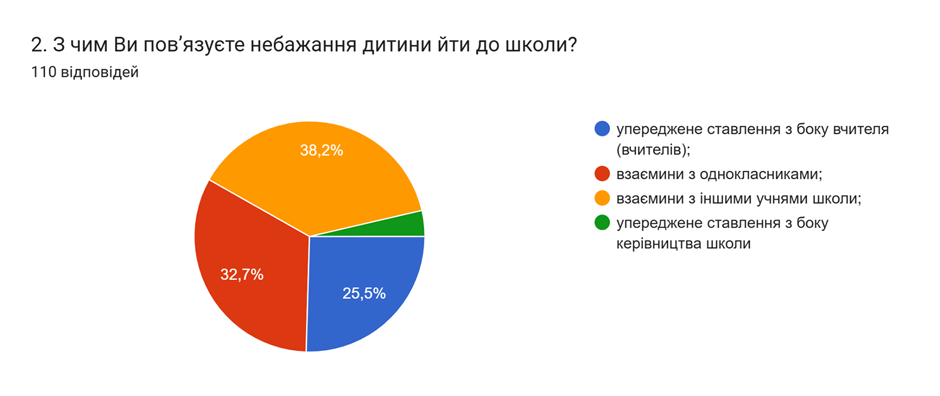 2. З чим Ви пов’язуєте небажання дитини йти до школи?
110 відповідей
38,2%
32,7%
25,5%
упереджене ставлення з боку вчителя
(вчителів);
взаємини з однокласниками;
взаємини з іншими учнями школи;
упереджене ставлення з боку
керівництва школи